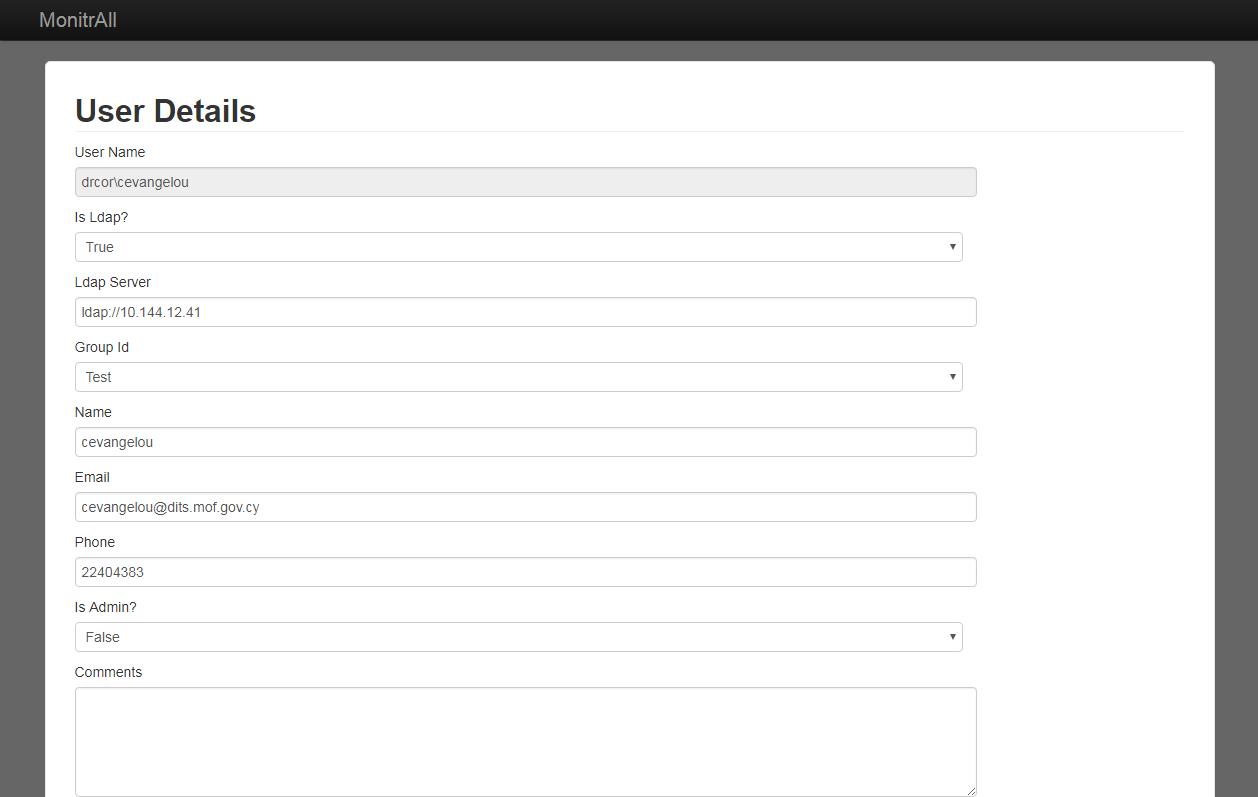 MonitrAll
User Details
User Name
drcor\cevangelou
Is Ldap?
True
Ldap Server
ldap://10.144.12.41
Group Id
Test
Name
cevangelou
Email
cevangelou@dits.mof.gov.cy
Phone
22404383
Is Admin?
False
Comments